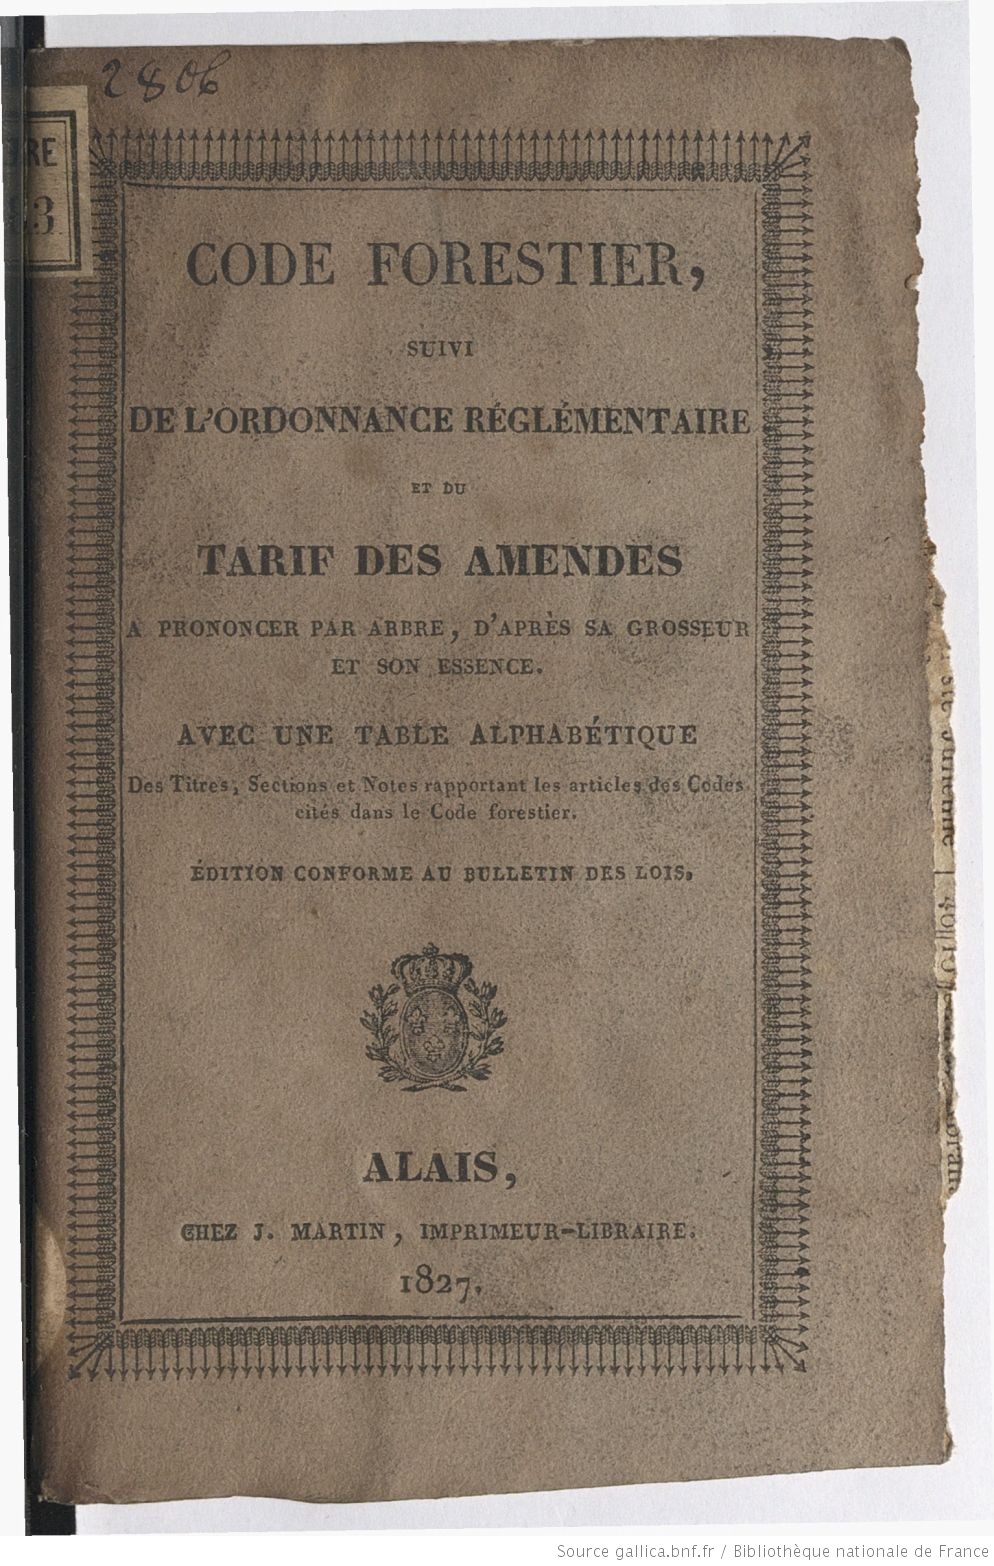 2806
CODE FORESTIER,
SUIVI
DE L'ORDONNANCE RÉGLÉMENTAIRE
ET DU
TARIF DES AMENDES
A PRONONCER PAR ARBRE, D'APRÈS SA GROSSEUR
ET SON ESSENCE.
AVEC UNE TABLE ALPHABÉTIQUE
Des Titres, Sections et Notes rapportant les articles des Codes
cités dans le Code forestier.
ÉDITION CONFORME AU BULLETIN DES LOIS.
ALAIS,
CHEZ J. MARTIN, IMPRIMEUR-LIBRAIRE.
1827.
Source gallica.bnf.fr / Bibliothèque nationale de France